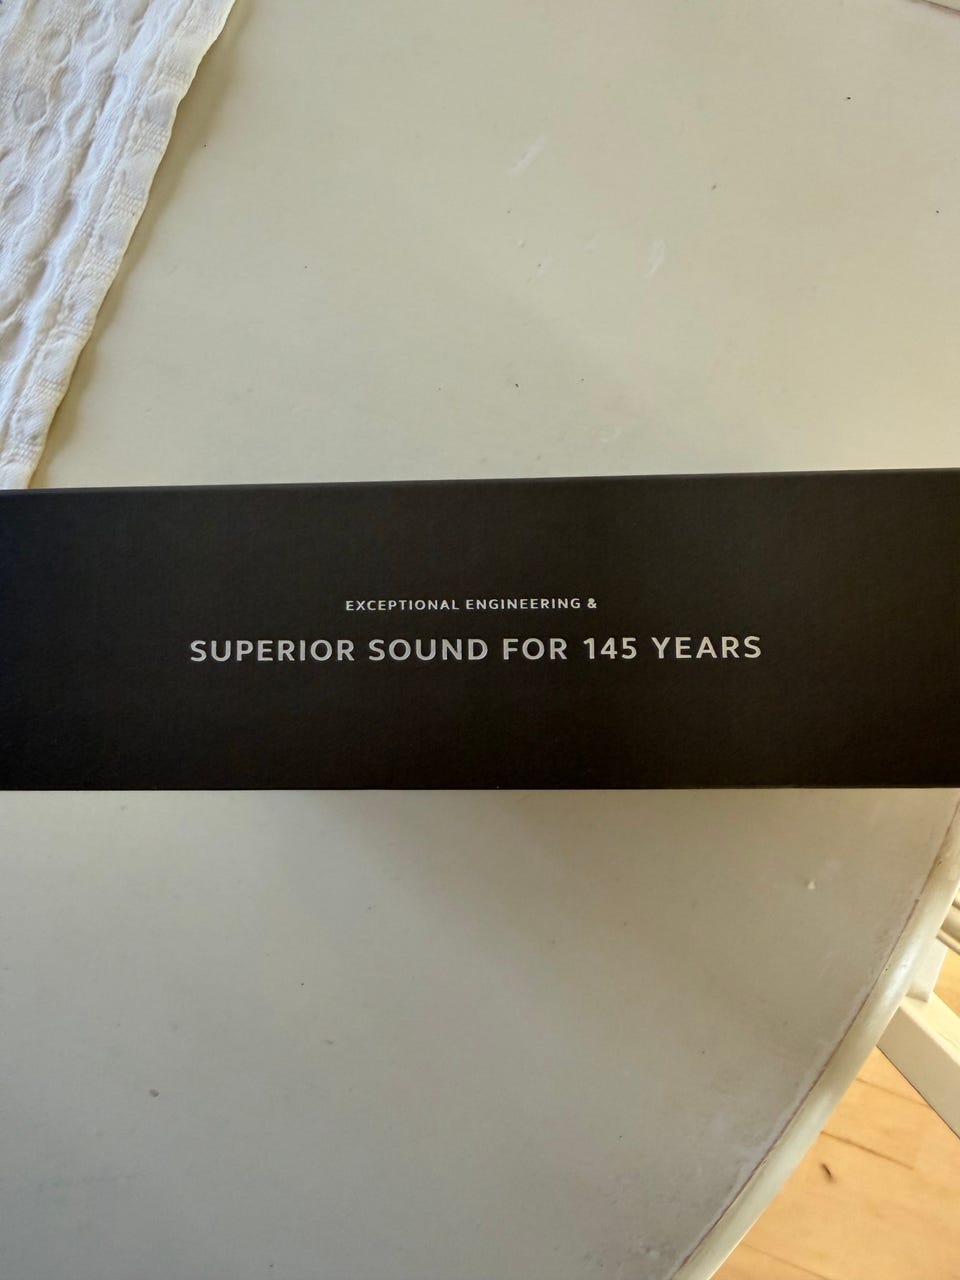 EXCEPTIONAL ENGINEERING &
SUPERIOR SOUND FOR 145 YEARS